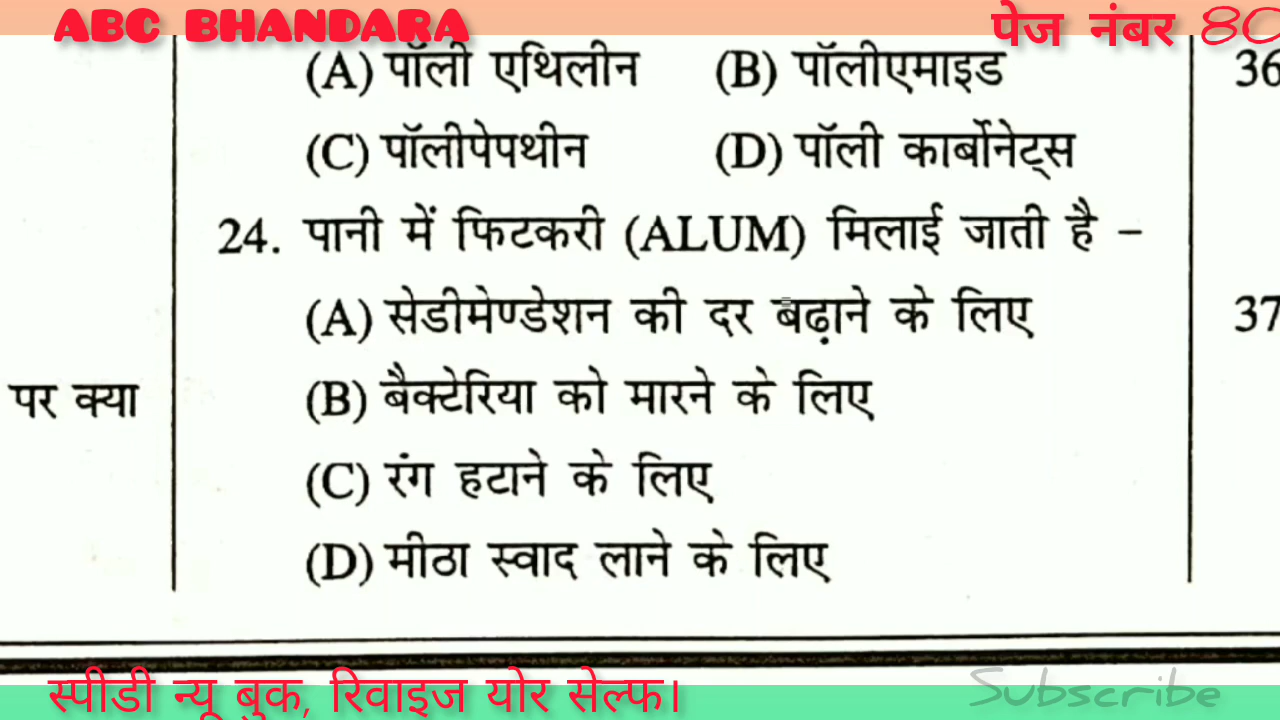 ABC BHANDARA
पेज नंबर 80
(A) पॉली एथिलीन (B) पॉलीएमाइड
36
(C) पॉलीपेपथीन (D) पॉली कार्बोनेट्स
24. पानी में फिटकरी (ALUM) मिलाई जाती है –
(A) सेडीमेण्डेशन की दर बढ़ाने के लिए
37
(B) बैक्टेरिया को मारने के लिए
पर क्या
(C) रंग हटाने के लिए
(D) मीठा स्वाद लाने के लिए
स्पीडी न्यू बुक, रिवाइज योर सेल्फ।
Subscribe